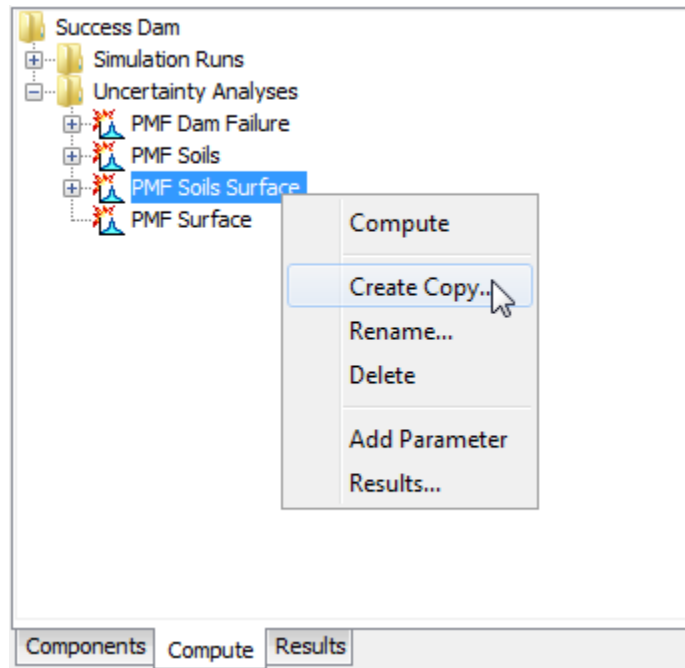 Success Dam
Simulation Runs
Uncertainty Analyses
PMF Dam Failure
PMF Soils
PMF Soils Surface
PMF Surface
Compute
Create Copy...
Rename...
Delete
Add Parameter
Results...
Components Compute Results